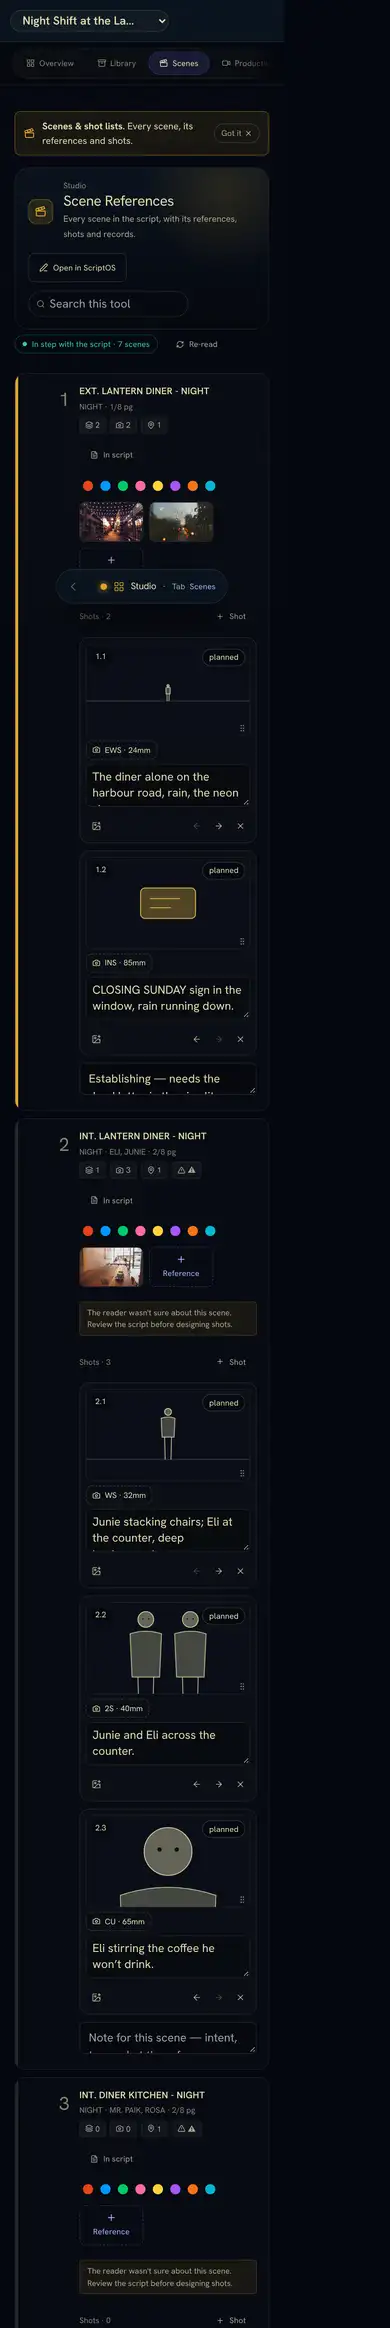 Night Shift at the La...
Overview
Library
Scenes
Scenes & shot lists. Every scene, its
references and shots.
Got it
Studio
Scene References
Every scene in the script, with its references,
shots and records.
Open in ScriptOS
Search this tool
In step with the script · 7 scenes
Re-read
1
EXT. LANTERN DINER - NIGHT
NIGHT · 1/8 pg
2
2
1
In script
+
Studio · Tab Scenes
Shots · 2
+ Shot
1.1
planned
EWS · 24mm
The diner alone on the
harbour road, rain, the neon
1.2
planned
INS · 85mm
CLOSING SUNDAY sign in the
window, rain running down.
Establishing — needs the
2
INT. LANTERN DINER - NIGHT
NIGHT · ELI, JUNIE · 2/8 pg
1
3
1
In script
+
Reference
The reader wasn't sure about this scene.
Review the script before designing shots.
Shots · 3
+ Shot
2.1
planned
WS · 32mm
Junie stacking chairs; Eli at
the counter, deep
2.2
planned
2S · 40mm
Junie and Eli across the
counter.
2.3
planned
CU · 65mm
Eli stirring the coffee he
won’t drink.
Note for this scene — intent,
3
INT. DINER KITCHEN - NIGHT
NIGHT · MR. PAIK, ROSA · 2/8 pg
0
0
1
In script
+
Reference
The reader wasn't sure about this scene.
Review the script before designing shots.
Shots · 0
+ Shot